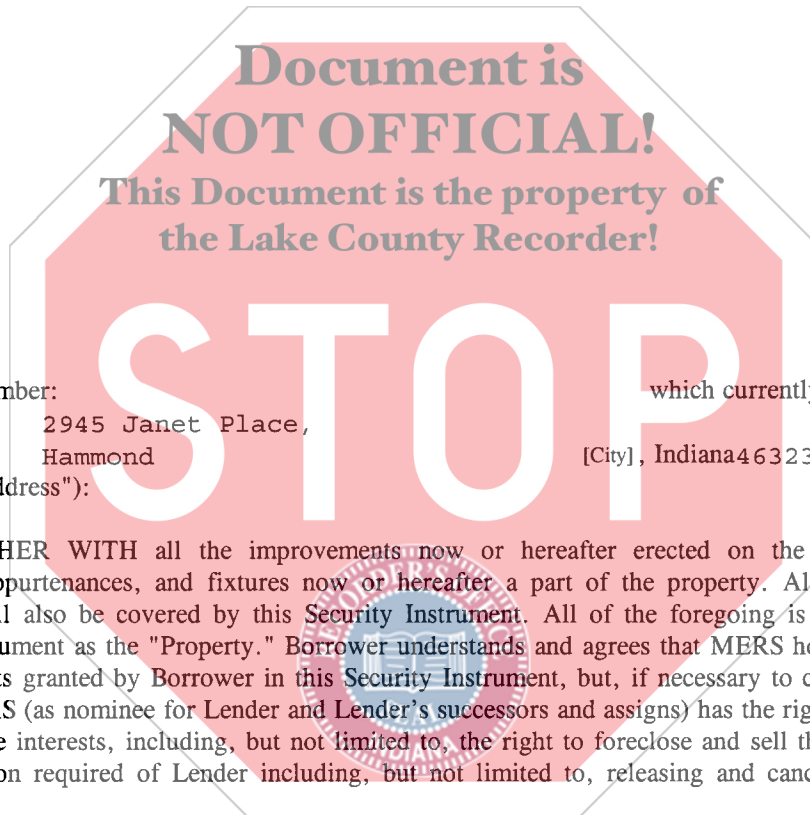 Document is
NOT OFFICIAL!
This Document is the property of
the Lake County Recorder!
STOP
mber: which currently
2945 Janet Place,
Hammond [City], Indiana46323
ddress"):
HER WITH all the improvements now or hereafter erected on the
ppurtenances, and fixtures now or hereafter a part of the property. Al
l also be covered by this Security Instrument. All of the foregoing is
ument as the "Property." Borrower understands and agrees that MERS ho
ts granted by Borrower in this Security Instrument, but, if necessary to c
RS (as nominee for Lender and Lender's successors and assigns) has the rig
e interests, including, but not limited to, the right to foreclose and sell th
on required of Lender including, but not limited to, releasing and canc
RECORDER'S OFFICE
INDIANA